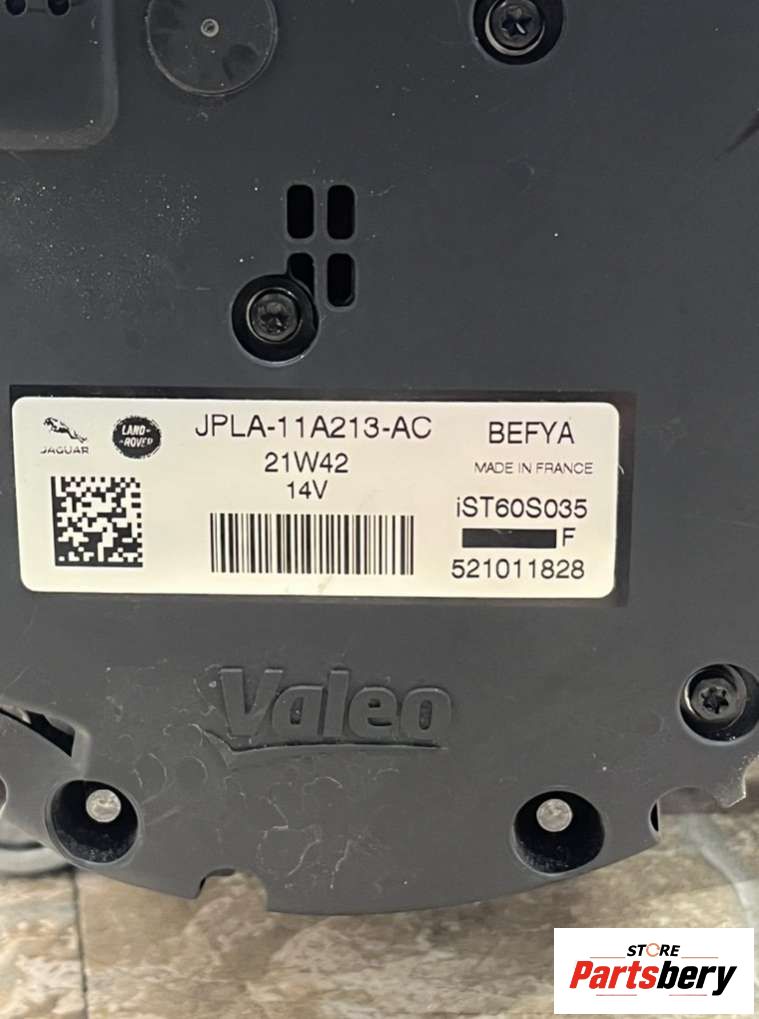 JAGUAR
LAND-
-ROVER
JPLA-11A213-AC
21W42
14V
BEFYA
MADE IN FRANCE
iST60S035
F
521011828
Valeo
STORE
Partsbery